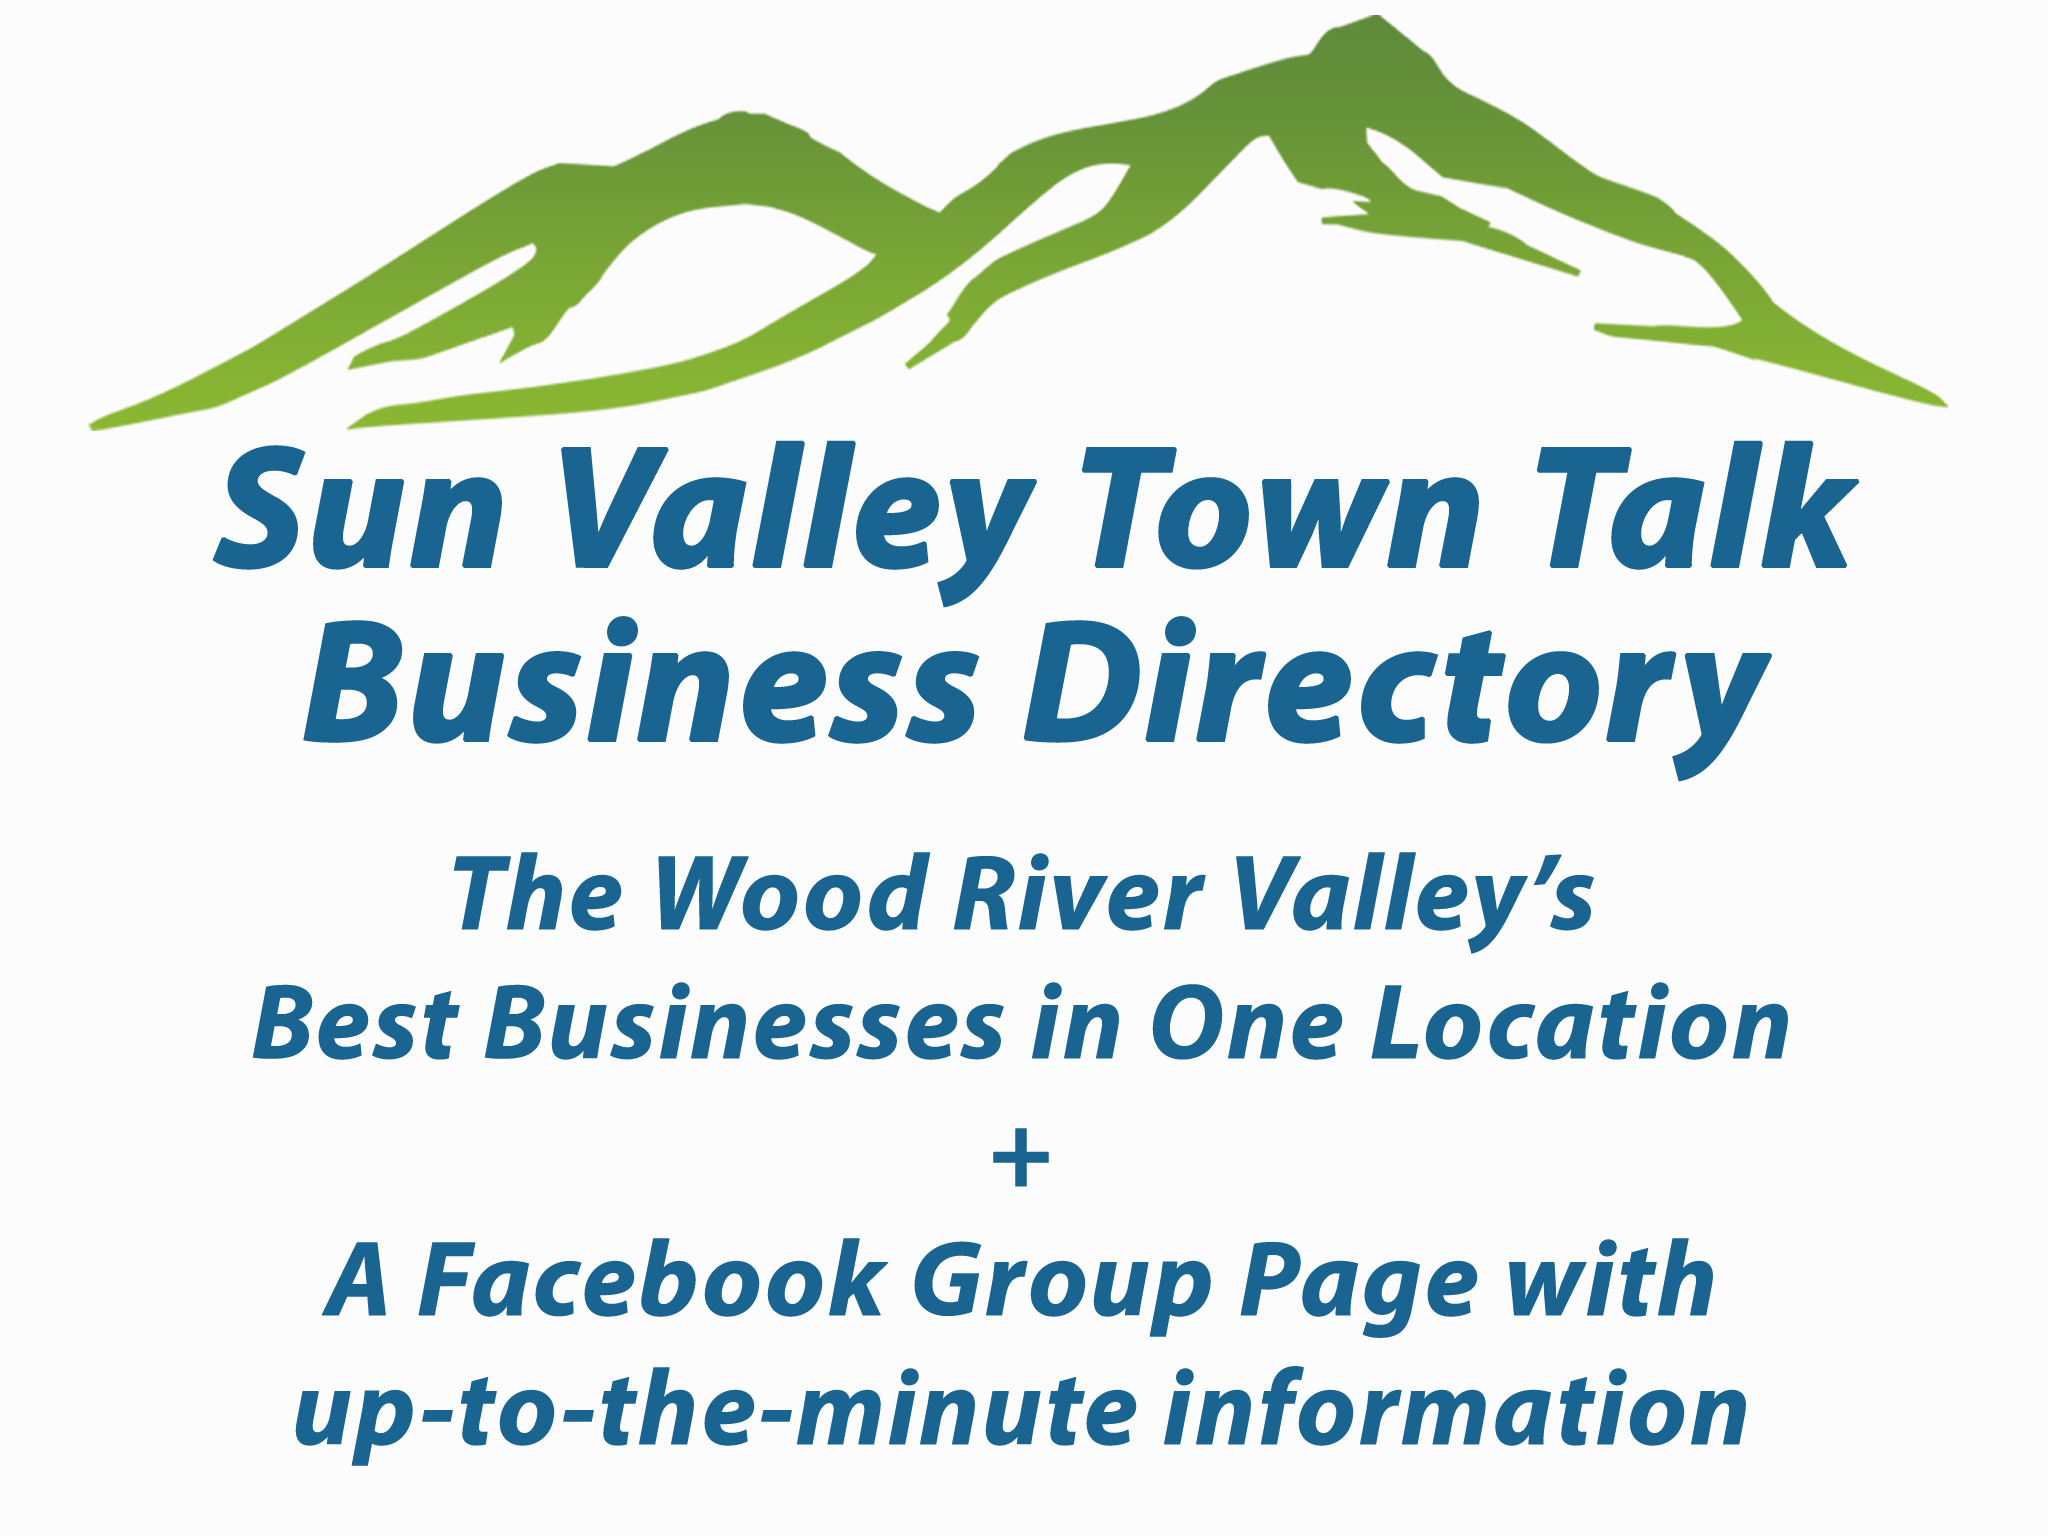 Sun Valley Town Talk
Business Directory
The Wood River Valley’s
Best Businesses in One Location
+
A Facebook Group Page with
up-to-the-minute information